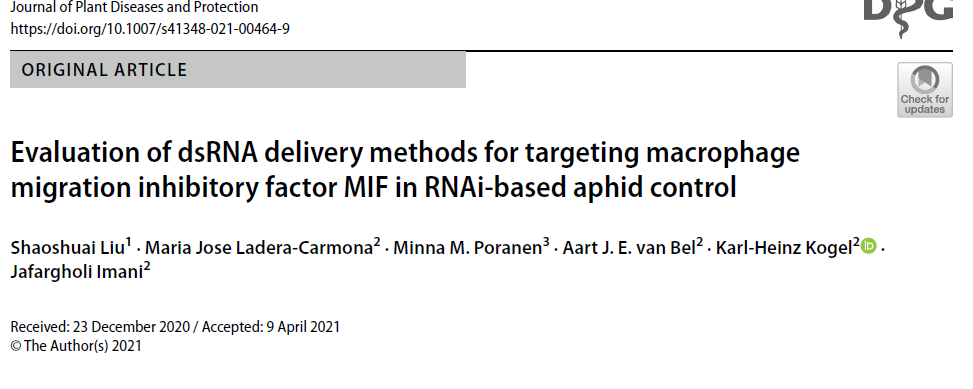 Journal of Plant Diseases and Protection
https://doi.org/10.1007/s41348-021-00464-9
DPG
ORIGINAL ARTICLE
Check for
updates
Evaluation of dsRNA delivery methods for targeting macrophage
migration inhibitory factor MIF in RNAi-based aphid control
Shaoshuai Liu1 · Maria Jose Ladera-Carmona2 · Minna M. Poranen3 · Aart J. E. van Bel2 · Karl-Heinz Kogel2 iD ·
Jafargholi Imani2
Received: 23 December 2020 / Accepted: 9 April 2021
© The Author(s) 2021